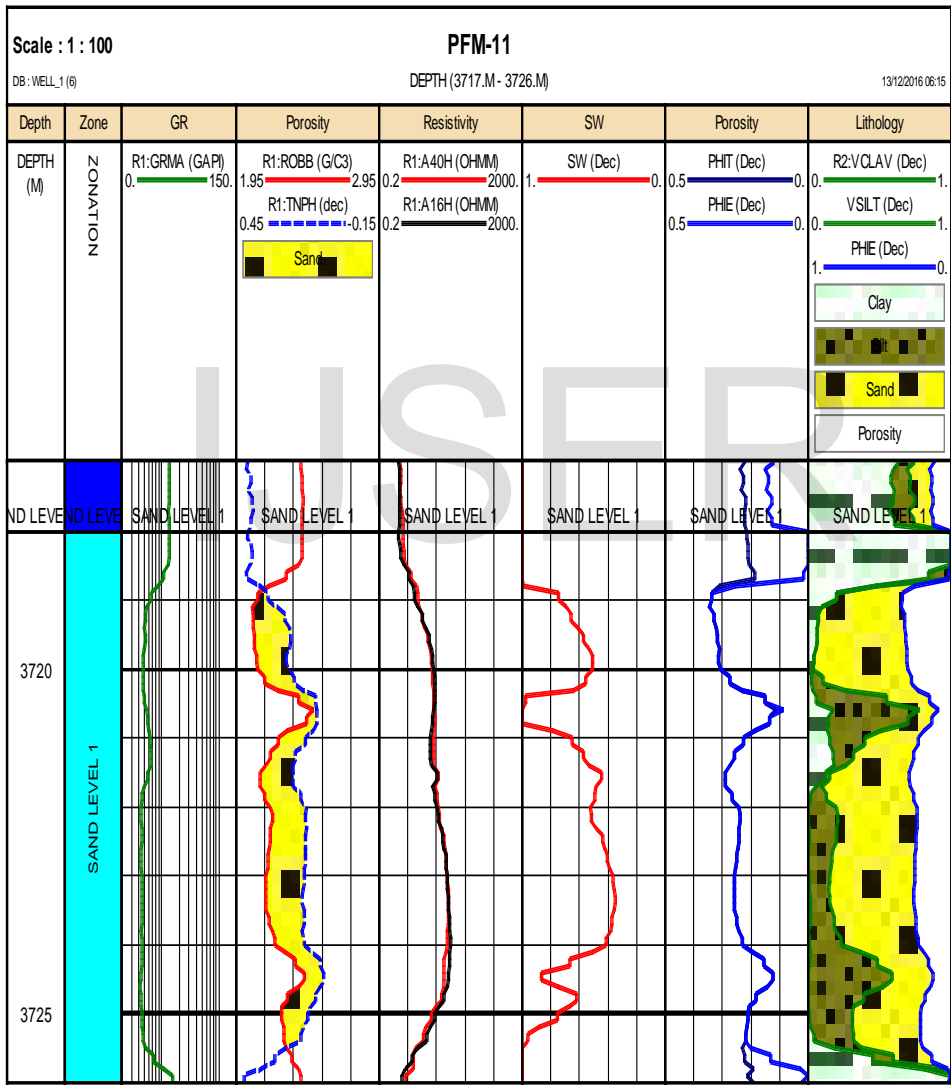 Scale : 1 : 100
PFM-11
DB : WELL_1 (6)
DEPTH (3717.M - 3726.M)
13/12/2016 06:15
Depth Zone GR Porosity Resistivity SW Porosity Lithology
DEPTH (M)
ZONATION
R1:GRMA (GAPI)
0. 150.
R1:ROBB (G/C3)
1.95 2.95
R1:TNPH (dec)
0.45 -0.15
Sand
R1:A40H (OHMM)
0.2 2000.
R1:A16H (OHMM)
0.2 2000.
SW (Dec)
1. 0.
PHIT (Dec)
0.5 0.
PHIE (Dec)
0.5 0.
R2:VCLAV (Dec)
0. 1.
VSILT (Dec)
0. 1.
PHIE (Dec)
1. 0.
Clay
Silt
Sand
Porosity
IJSER
ND LEVE ND LEVE SAND LEVEL 1 SAND LEVEL 1 SAND LEVEL 1 SAND LEVEL 1 SAND LEVEL 1 SAND LEVEL 1
3720
SAND LEVEL 1
3725